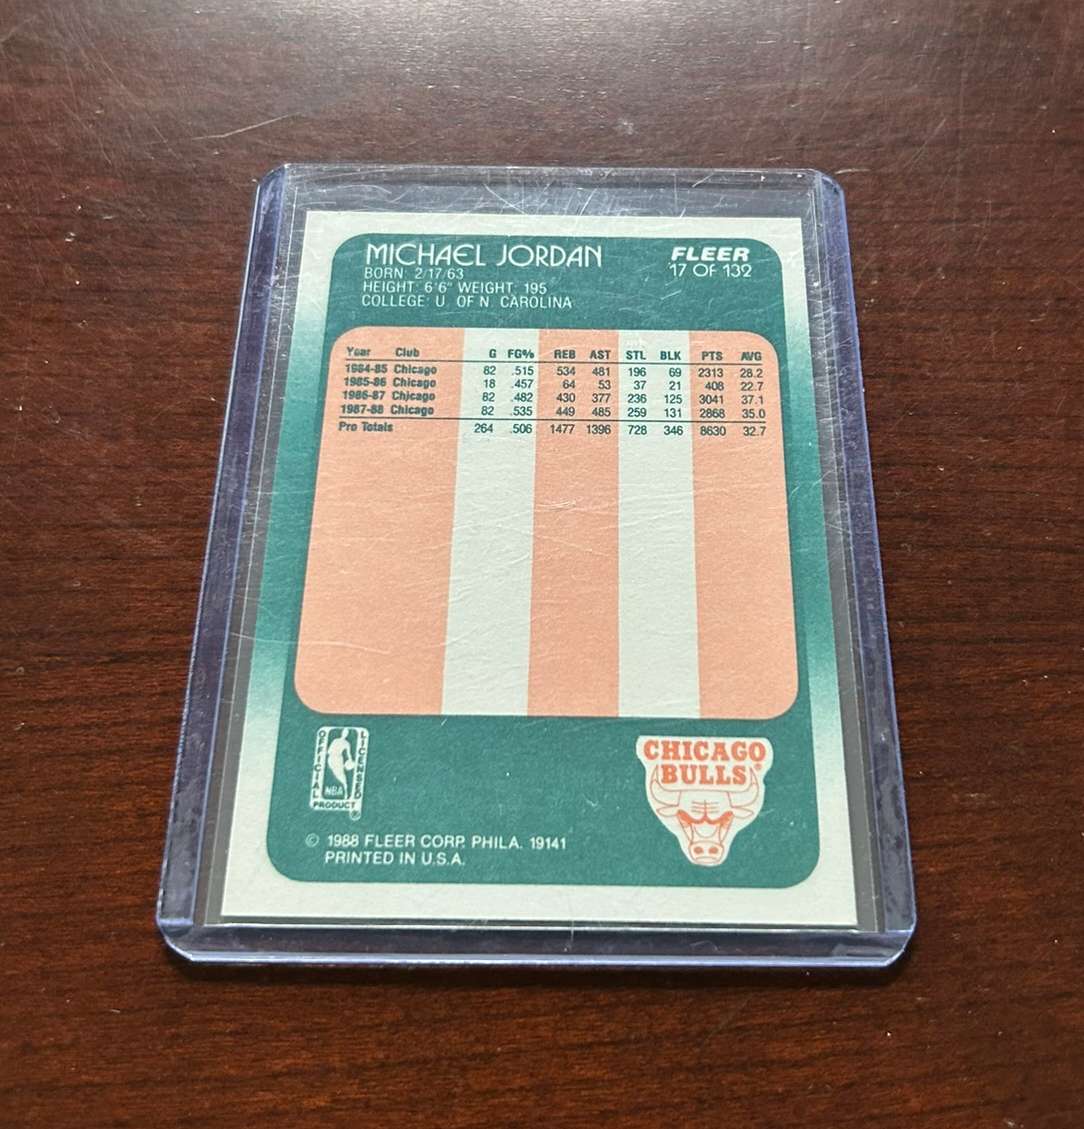 MICHAEL JORDAN
FLEER
BORN 2/17/63
17 OF 132
HEIGHT: 6'6" WEIGHT: 195
COLLEGE: U. OF N. CAROLINA
Year Club G FG% REB AST STL BLK PTS AVG
1984-85 Chicago 82 .515 534 481 196 69 2313 28.2
1985-86 Chicago 18 .457 64 53 37 21 408 22.7
1986-87 Chicago 82 .482 430 377 236 125 3041 37.1
1987-88 Chicago 82 .535 449 485 259 131 2868 35.0
Pro Totals 264 .506 1477 1396 728 346 8630 32.7
OFFICIAL
LICENSED
NBA
PRODUCT
®
CHICAGO
BULLS®
© 1988 FLEER CORP. PHILA. 19141
PRINTED IN U.S.A.